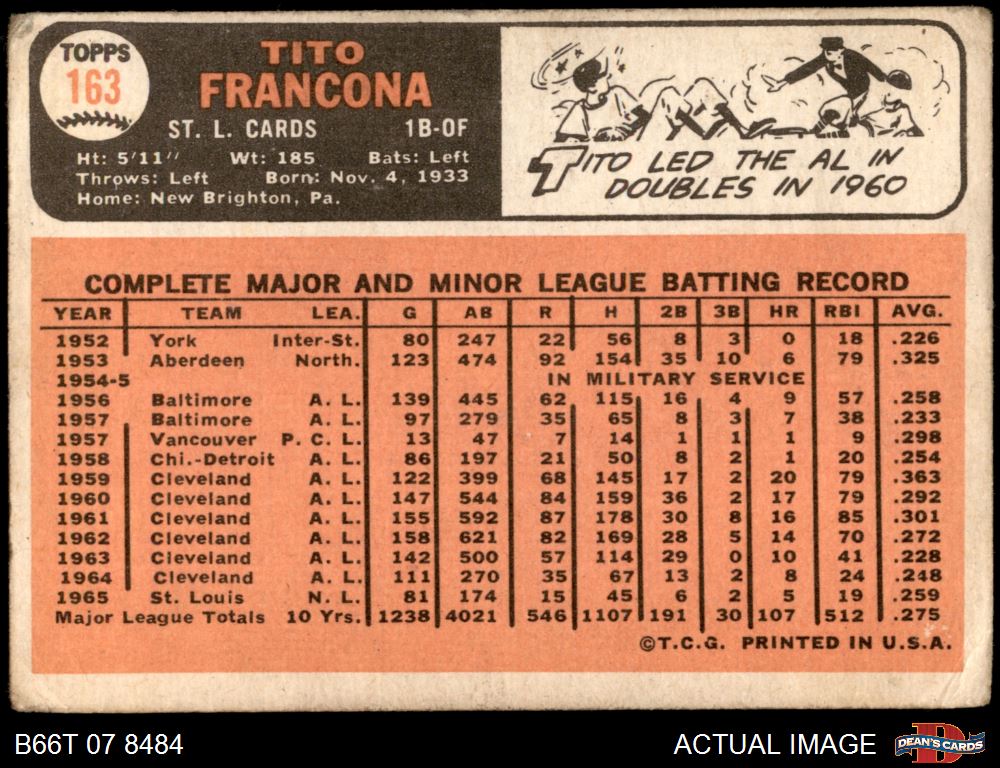 TOPPS
163
TITO
FRANCONA
ST. L. CARDS 1B-OF
Ht: 5'11" Wt: 185 Bats: Left
Throws: Left Born: Nov. 4, 1933
Home: New Brighton, Pa.
TITO LED THE AL IN
DOUBLES IN 1960
COMPLETE MAJOR AND MINOR LEAGUE BATTING RECORD
YEAR TEAM LEA. G AB R H 2B 3B HR RBI AVG.
1952 York Inter-St. 80 247 22 56 8 3 0 18 .226
1953 Aberdeen North. 123 474 92 154 35 10 6 79 .325
1954-5 IN MILITARY SERVICE
1956 Baltimore A. L. 139 445 62 115 16 4 9 57 .258
1957 Baltimore A. L. 97 279 35 65 8 3 7 38 .233
1957 Vancouver P. C. L. 13 47 7 14 1 1 1 9 .298
1958 Chi.-Detroit A. L. 86 197 21 50 8 2 1 20 .254
1959 Cleveland A. L. 122 399 68 145 17 2 20 79 .363
1960 Cleveland A. L. 147 544 84 159 36 2 17 79 .292
1961 Cleveland A. L. 155 592 87 178 30 8 16 85 .301
1962 Cleveland A. L. 158 621 82 169 28 5 14 70 .272
1963 Cleveland A. L. 142 500 57 114 29 0 10 41 .228
1964 Cleveland A. L. 111 270 35 67 13 2 8 24 .248
1965 St. Louis N. L. 81 174 15 45 6 2 5 19 .259
Major League Totals 10 Yrs. 1238 4021 546 1107 191 30 107 512 .275
©T.C.G. PRINTED IN U.S.A.
B66T 07 8484
ACTUAL IMAGE
D
DEAN'S CARDS